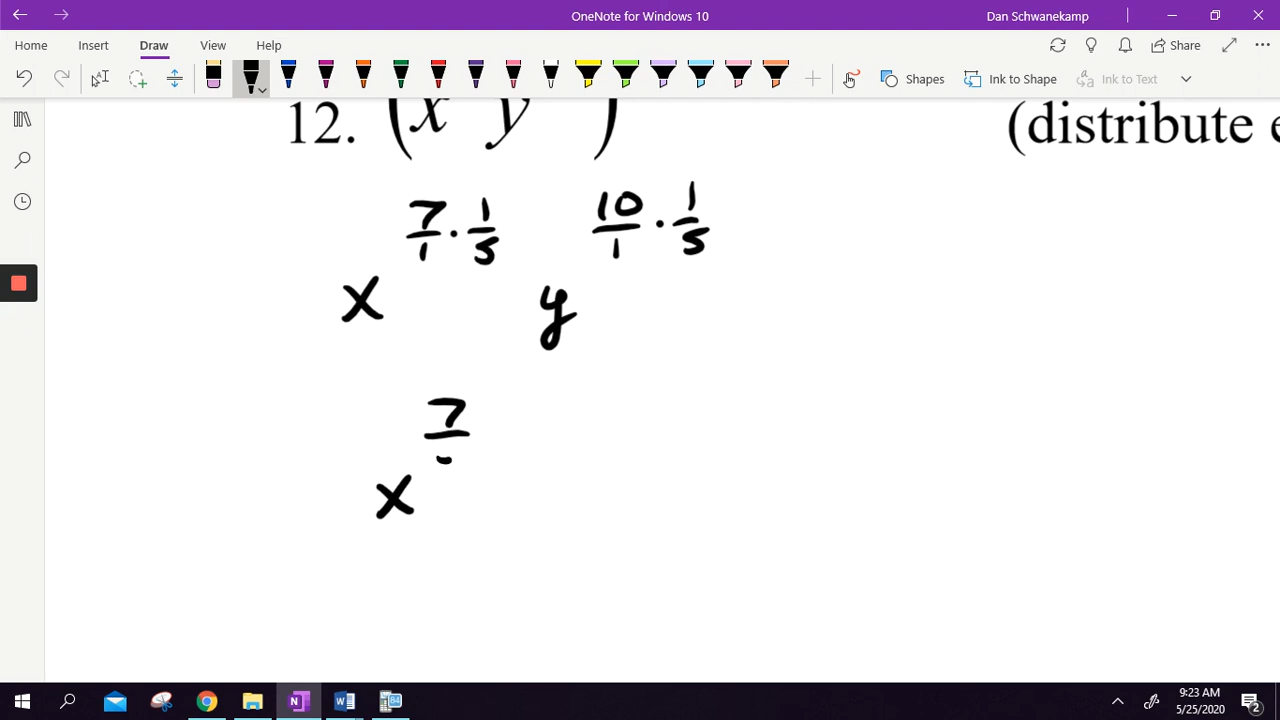 OneNote for Windows 10
Dan Schwanekamp
Home Insert Draw View Help
Share
Shapes Ink to Shape Ink to Text
12. (x y )
(distribute
7/1 · 1/5 10/1 · 1/5
x y
7
x
9:23 AM
5/25/2020
2